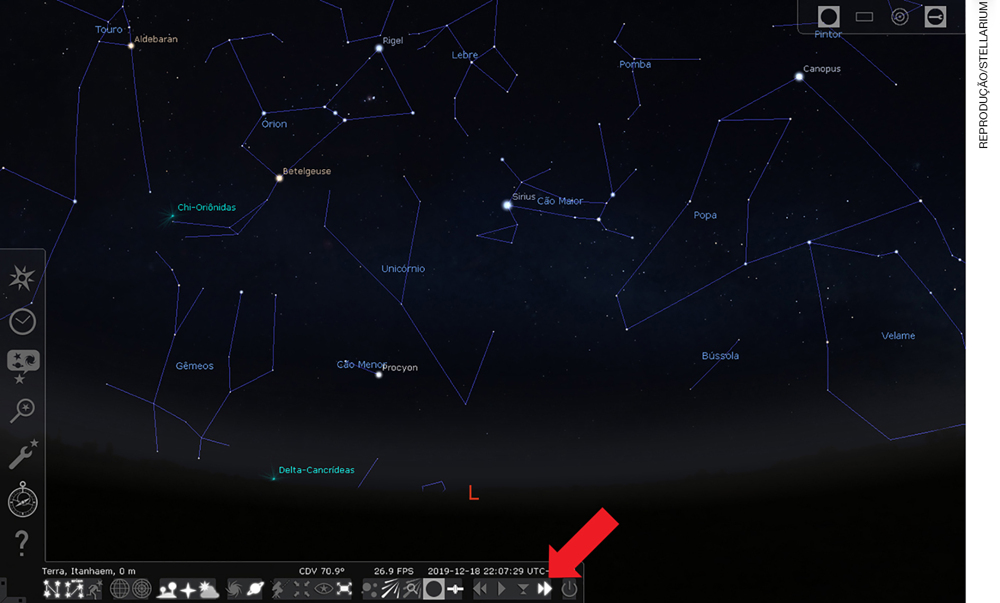 Touro
Aldebaran
Rigel
Lebre
Pomba
Pintor
Canopus
Órion
Betelgeuse
Chi-Oriônidas
Sirius
Cão Maior
Popa
Unicórnio
Gêmeos
Cão Menor
Procyon
Bússola
Velame
Delta-Cancrídeas
L
Terra, Itanhaem, 0 m
CDV 70.9°
26.9 FPS
2019-12-18 22:07:29 UTC-
REPRODUÇÃO/STELLARIUM